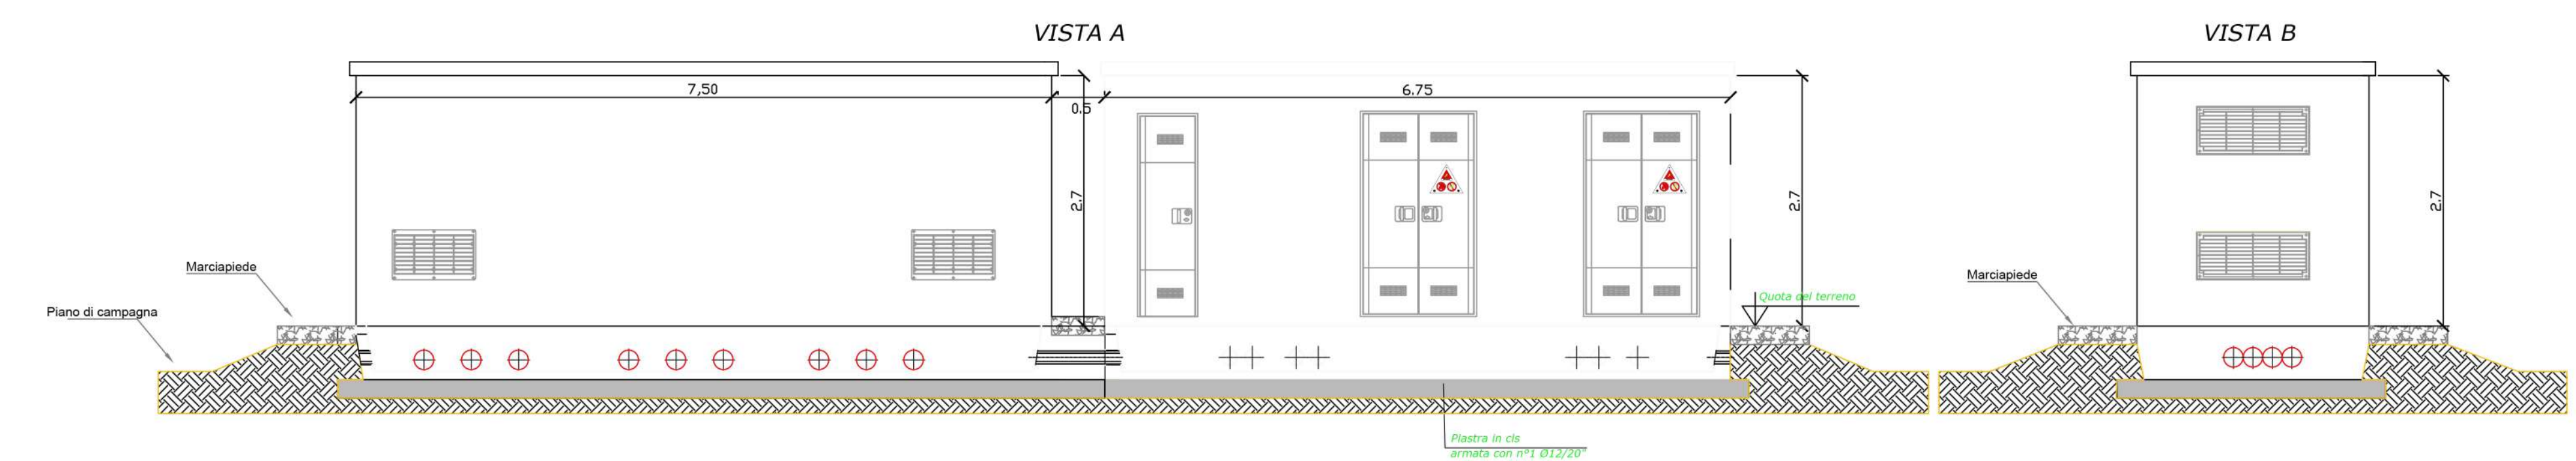 VISTA A
VISTA B
7,50
0.5
6.75
2.7
2.7
2.7
Marciapiede
Piano di campagna
Quota del terreno
Marciapiede
Piastra in cls
armata con n°1 Ø12/20"